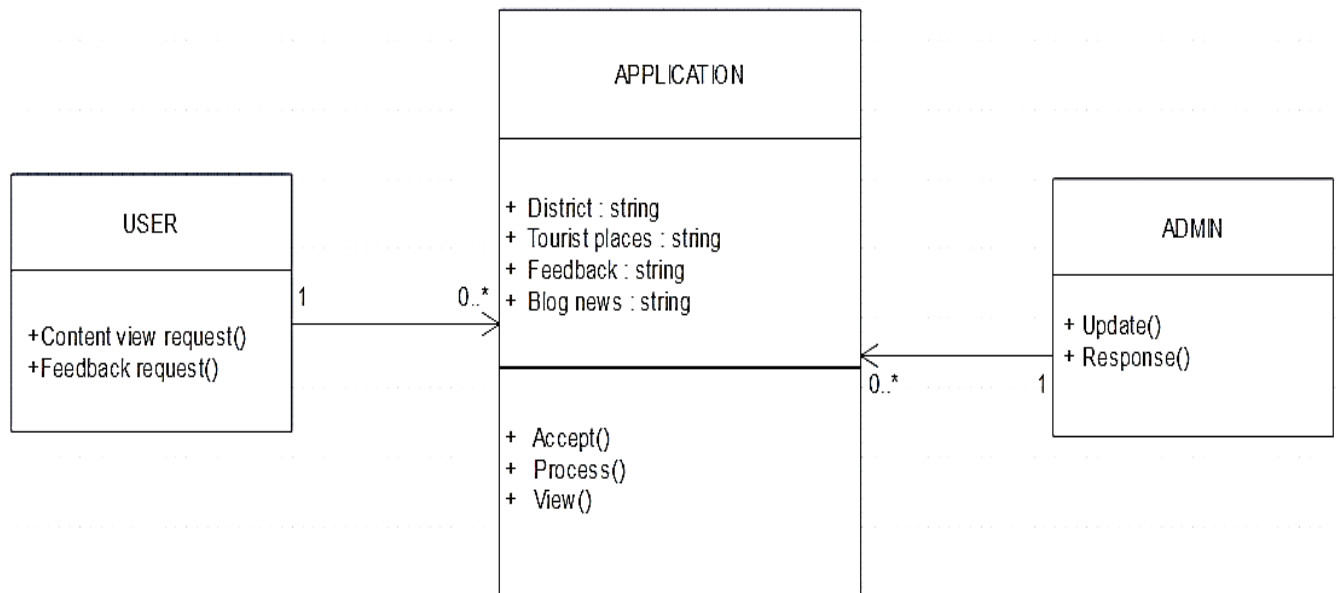 APPLICATION
+ District : string
+ Tourist places : string
+ Feedback : string
+ Blog news : string
+ Accept()
+ Process()
+ View()
USER
+Content view request()
+Feedback request()
1
0..*
ADMIN
+ Update()
+ Response()
0..*
1